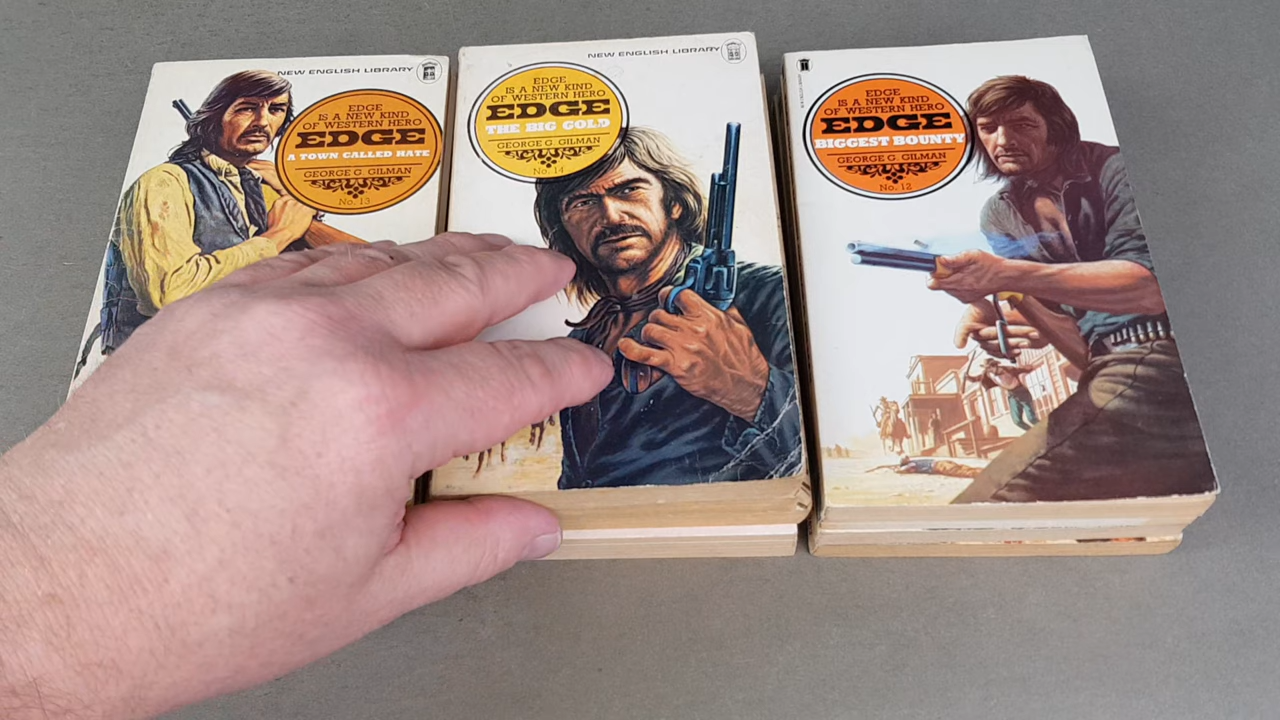 NEW ENGLISH LIBRARY
EDGE
IS A NEW KIND
OF WESTERN HERO
EDGE
A TOWN CALLED HATE
GEORGE G. GILMAN
No. 13
NEW ENGLISH LIBRARY
EDGE
IS A NEW KIND
OF WESTERN HERO
EDGE
THE BIG GOLD
GEORGE G. GILMAN
No. 14
EDGE
IS A NEW KIND
OF WESTERN HERO
EDGE
BIGGEST BOUNTY
GEORGE G. GILMAN
No. 12